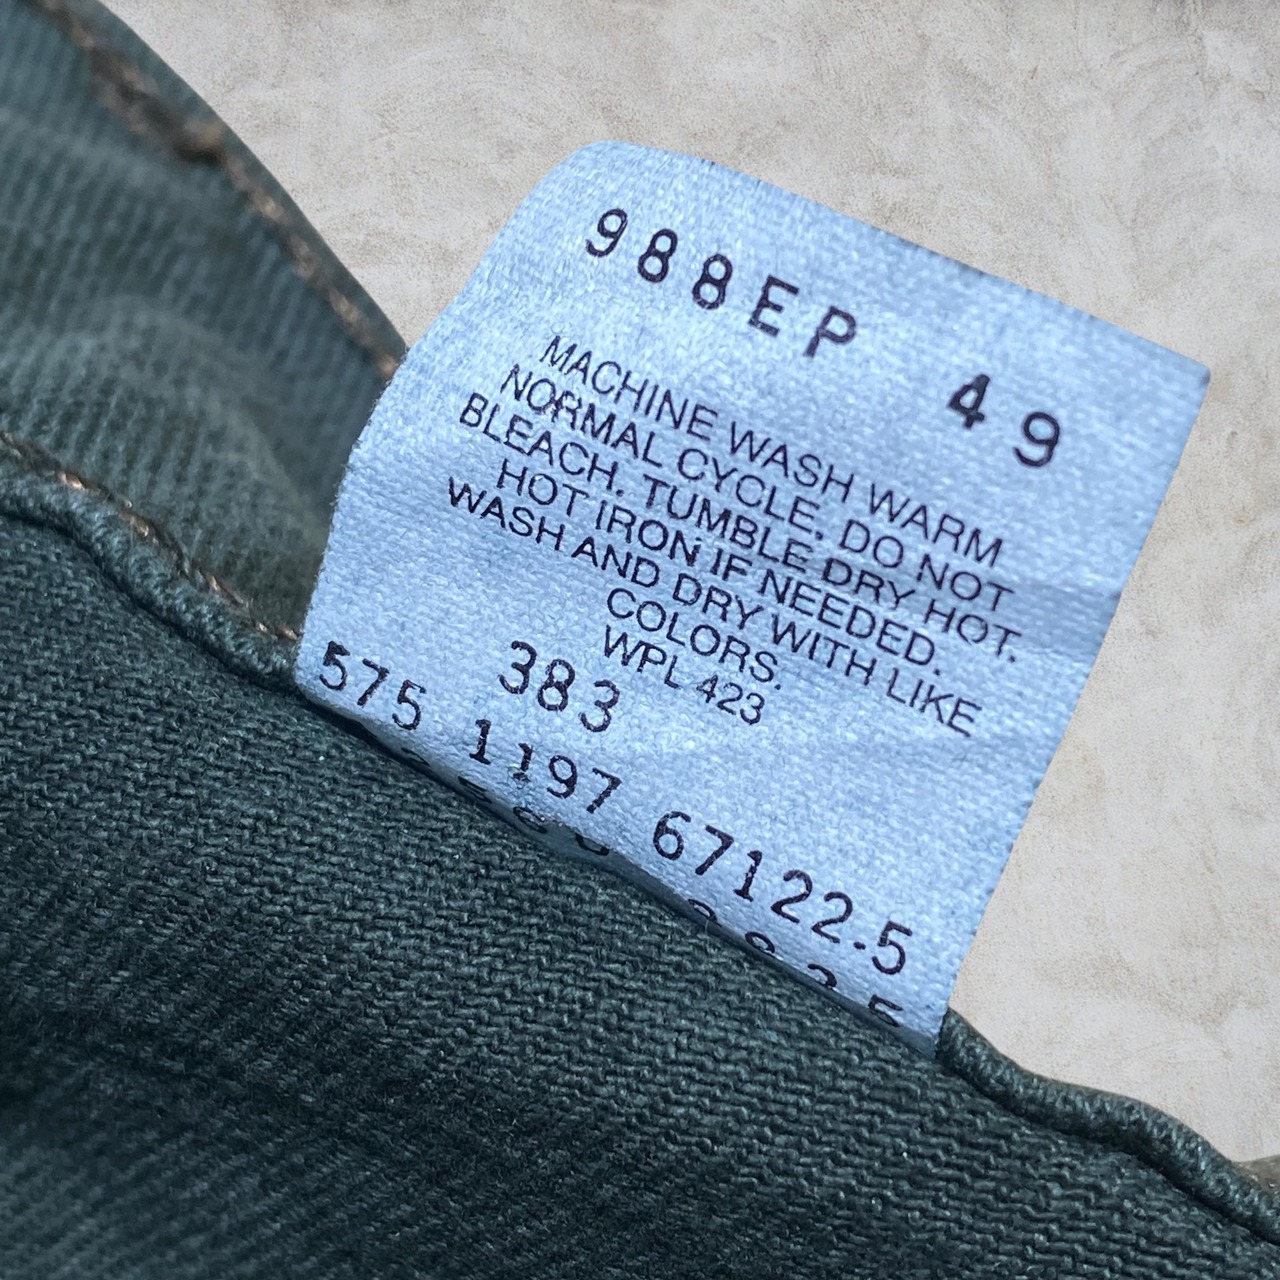 988EP 49
MACHINE WASH WARM
NORMAL CYCLE. DO NOT
BLEACH. TUMBLE DRY HOT.
HOT IRON IF NEEDED.
WASH AND DRY WITH LIKE
COLORS.
WPL 423
383
575 1197 67122.5